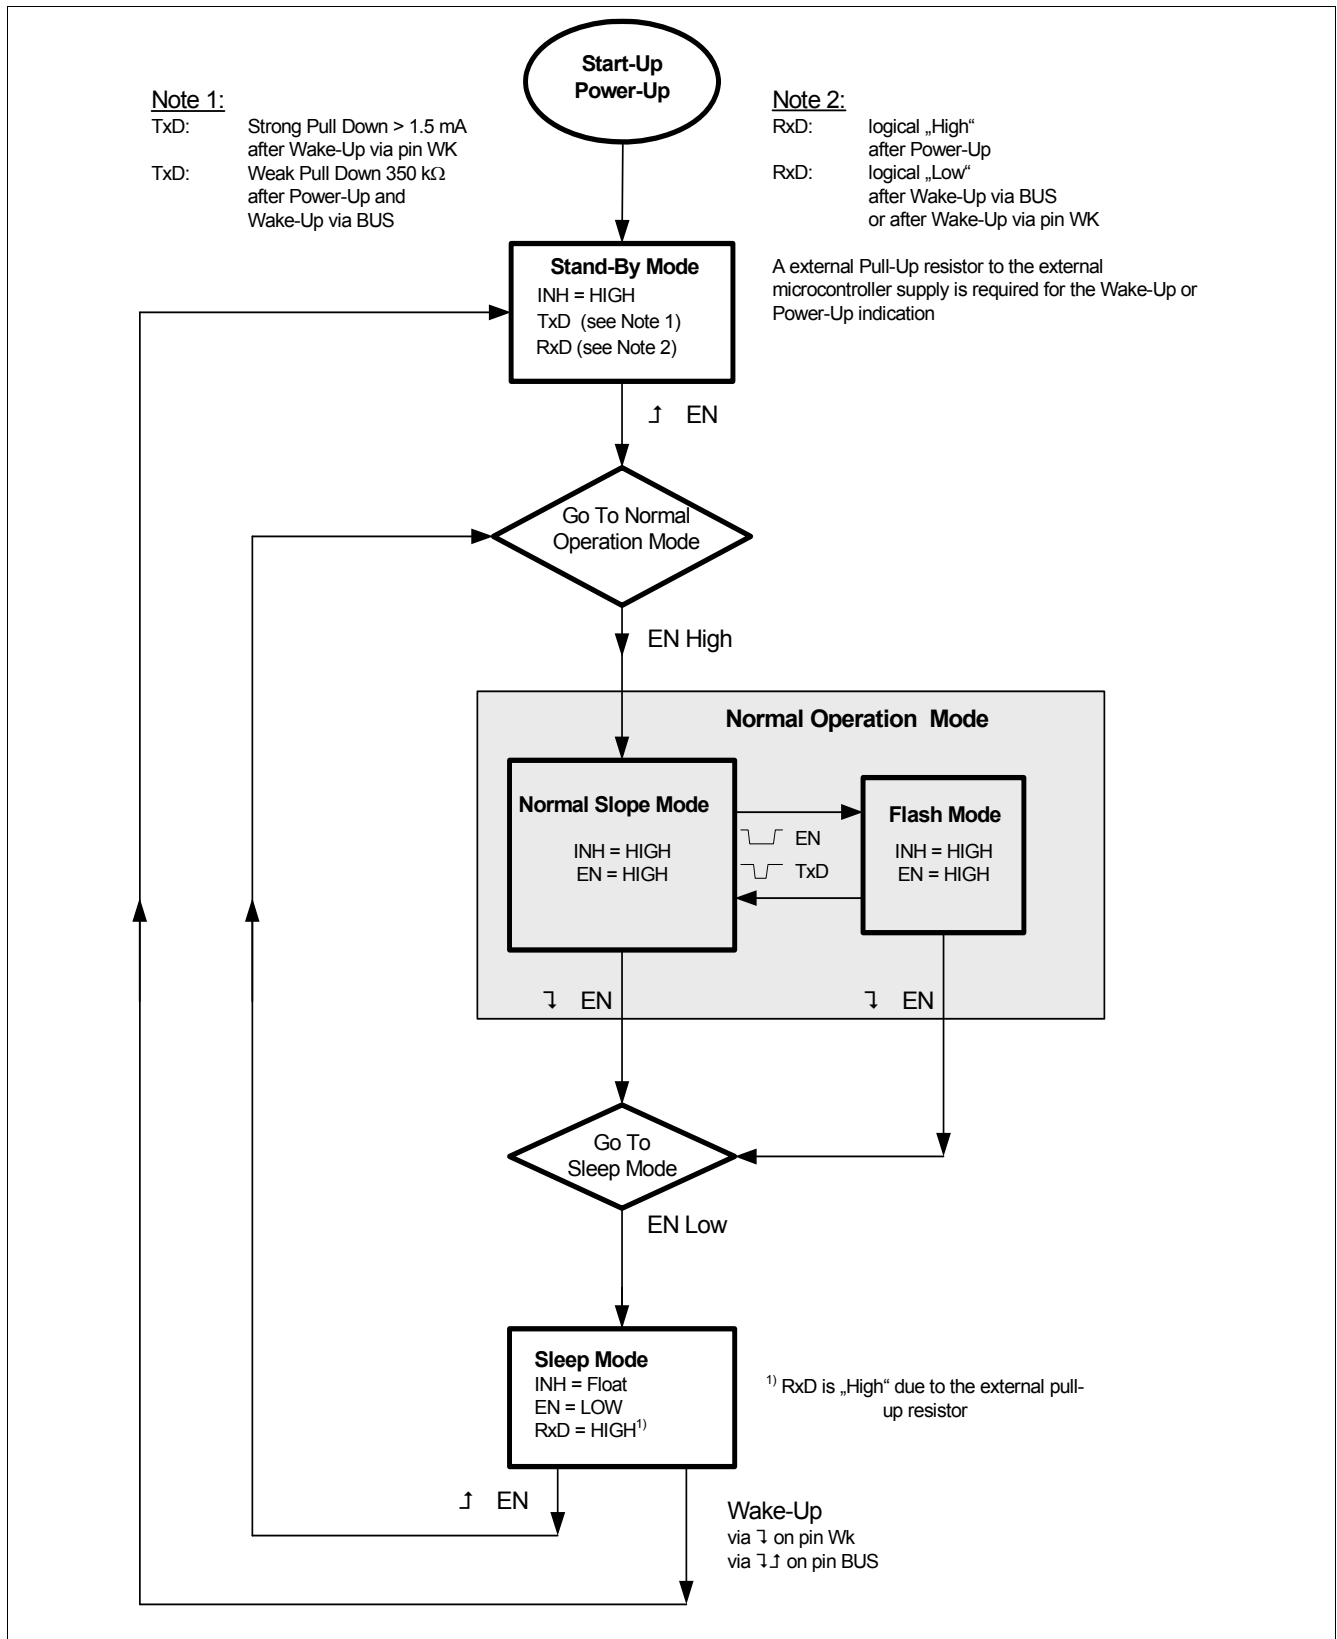 Start-Up
Power-Up
Note 1:
TxD: Strong Pull Down > 1.5 mA
after Wake-Up via pin WK
TxD: Weak Pull Down 350 kΩ
after Power-Up and
Wake-Up via BUS
Note 2:
RxD: logical „High“
after Power-Up
RxD: logical „Low“
after Wake-Up via BUS
or after Wake-Up via pin WK
A external Pull-Up resistor to the external
microcontroller supply is required for the Wake-Up or
Power-Up indication
Stand-By Mode
INH = HIGH
TxD (see Note 1)
RxD (see Note 2)
EN
Go To Normal
Operation Mode
EN High
Normal Operation Mode
Normal Slope Mode
INH = HIGH
EN = HIGH
EN
TxD
Flash Mode
INH = HIGH
EN = HIGH
EN
EN
Go To
Sleep Mode
EN Low
Sleep Mode
INH = Float
EN = LOW
RxD = HIGH1)
1) RxD is „High“ due to the external pull-
up resistor
EN
Wake-Up
via on pin Wk
via on pin BUS